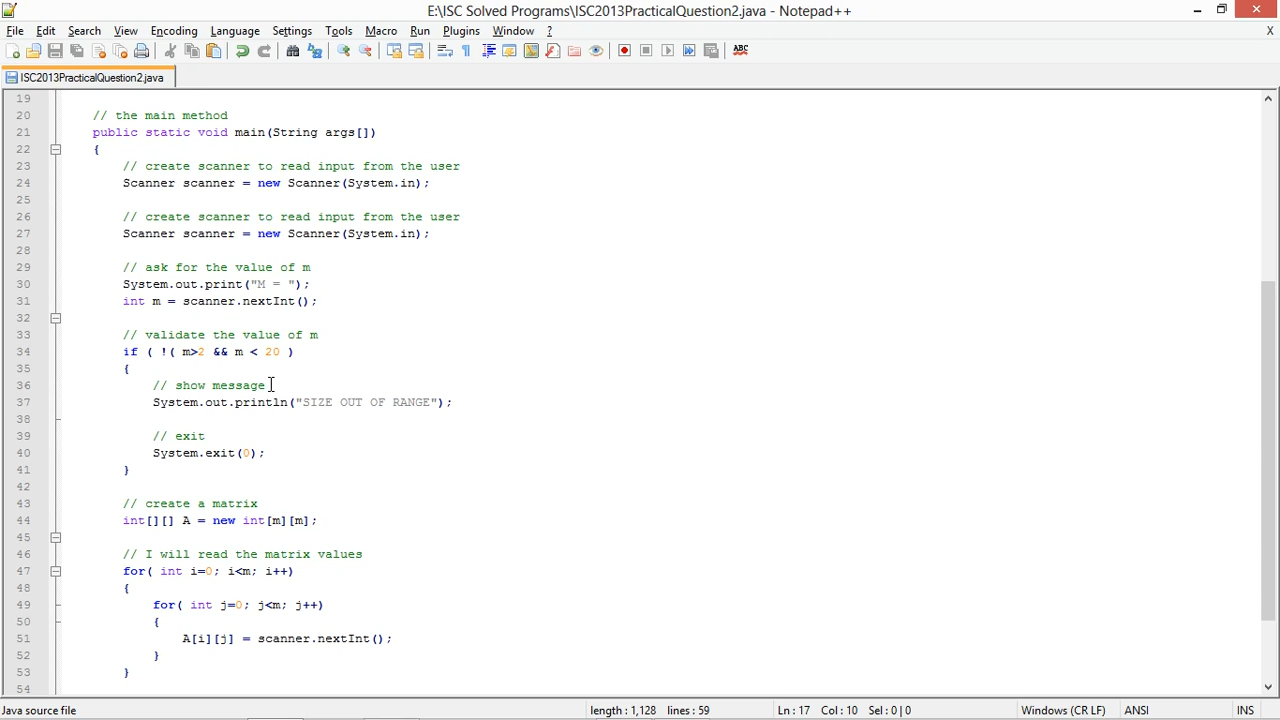 E:\ISC Solved Programs\ISC2013PracticalQuestion2.java - Notepad++
File Edit Search View Encoding Language Settings Tools Macro Run Plugins Window ? X
ABC
ISC2013PracticalQuestion2.java
19
20 // the main method
21 public static void main(String args[])
22 {
23 // create scanner to read input from the user
24 Scanner scanner = new Scanner(System.in);
25
26 // create scanner to read input from the user
27 Scanner scanner = new Scanner(System.in);
28
29 // ask for the value of m
30 System.out.print("M = ");
31 int m = scanner.nextInt();
32
33 // validate the value of m
34 if ( !( m>2 && m < 20 )
35 {
36 // show message
37 System.out.println("SIZE OUT OF RANGE");
38
39 // exit
40 System.exit(0);
41 }
42
43 // create a matrix
44 int[][] A = new int[m][m];
45
46 // I will read the matrix values
47 for( int i=0; i<m; i++)
48 {
49 for( int j=0; j<m; j++)
50 {
51 A[i][j] = scanner.nextInt();
52 }
53 }
54
Java source file length : 1,128 lines : 59 Ln : 17 Col : 10 Sel : 0 | 0 Windows (CR LF) ANSI INS